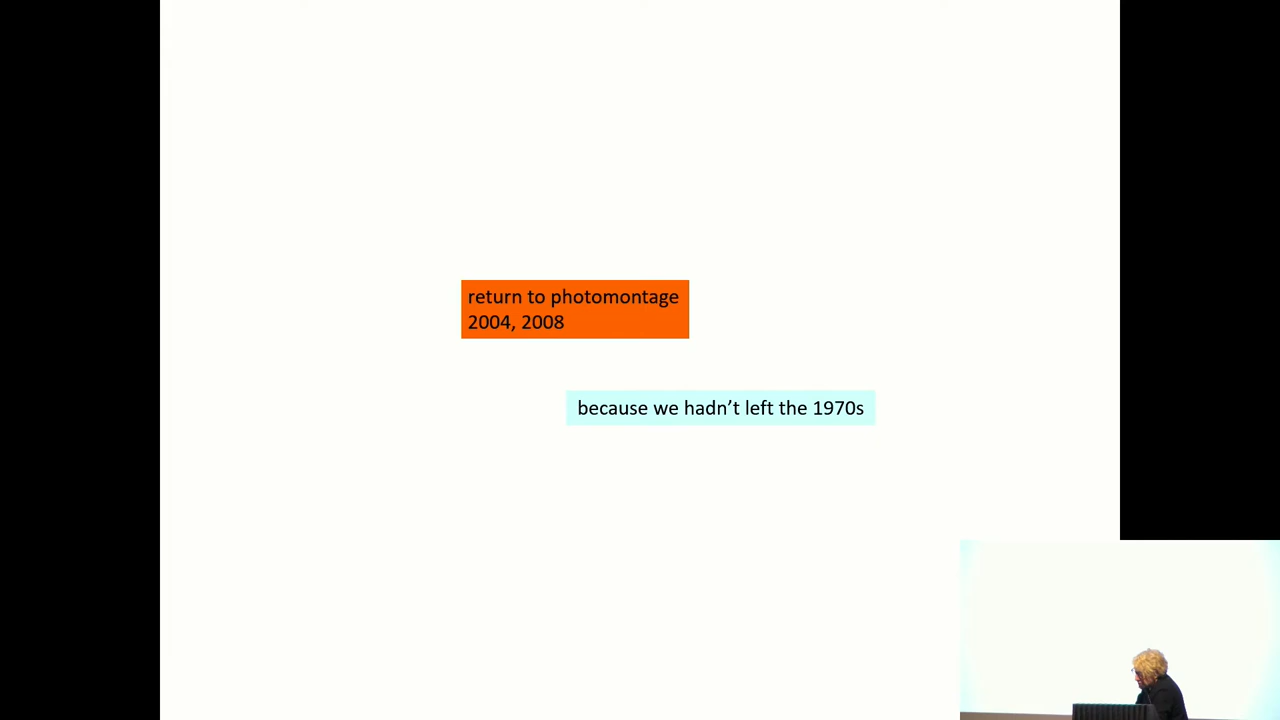 return to photomontage
2004, 2008
because we hadn’t left the 1970s